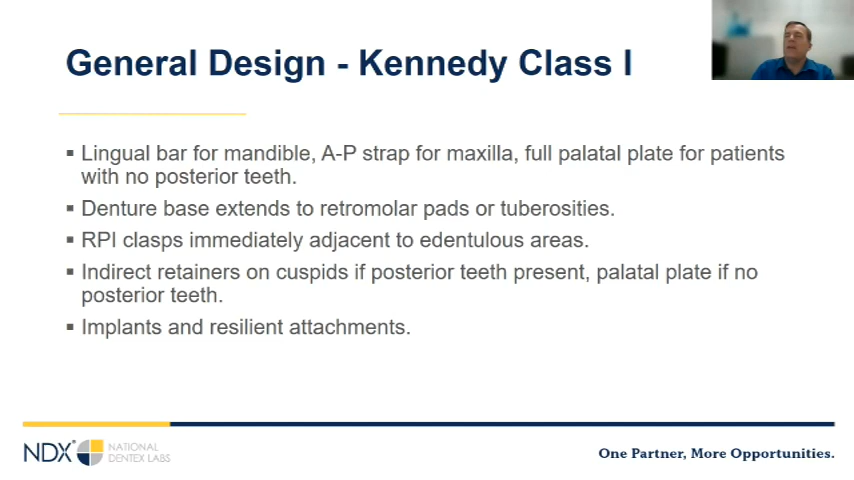 General Design - Kennedy Class I
▪ Lingual bar for mandible, A-P strap for maxilla, full palatal plate for patients
with no posterior teeth.
▪ Denture base extends to retromolar pads or tuberosities.
▪ RPI clasps immediately adjacent to edentulous areas.
▪ Indirect retainers on cuspids if posterior teeth present, palatal plate if no
posterior teeth.
▪ Implants and resilient attachments.
NDX®
NATIONAL
DENTEX LABS
One Partner, More Opportunities.